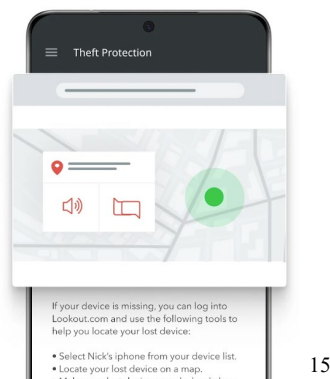 Theft Protection
If your device is missing, you can log into
Lookout.com and use the following tools to
help you locate your lost device:
• Select Nick's iphone from your device list.
• Locate your lost device on a map.
15